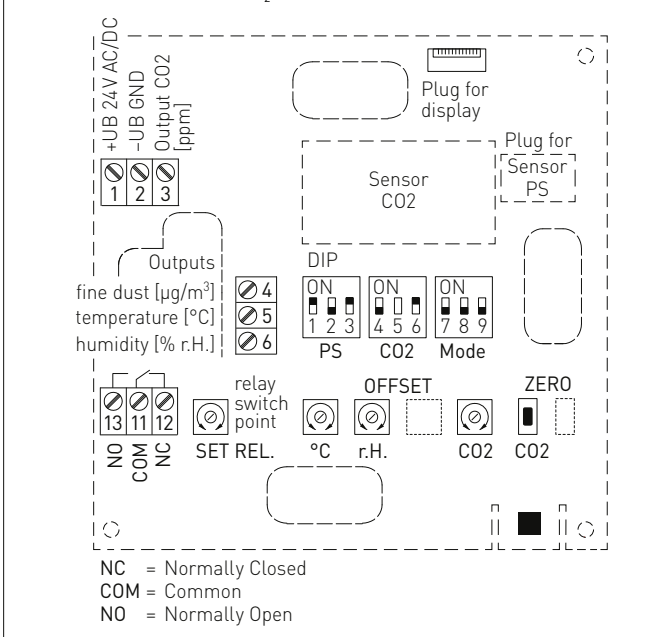 2
+UB 24V AC/DC
–UB GND
Output CO2
[ppm]
1 2 3
Plug for
display
Sensor
CO2
Plug for
Sensor
PS
Outputs
fine dust [µg/m³]
temperature [°C]
humidity [% r.H.]
4
5
6
DIP
ON ON ON
1 2 3 4 5 6 7 8 9
PS CO2 Mode
relay
switch
point
OFFSET
ZERO
13 11 12
NO
COM
NC
SET REL. °C r.H. CO2 CO2
NC = Normally Closed
COM = Common
NO = Normally Open